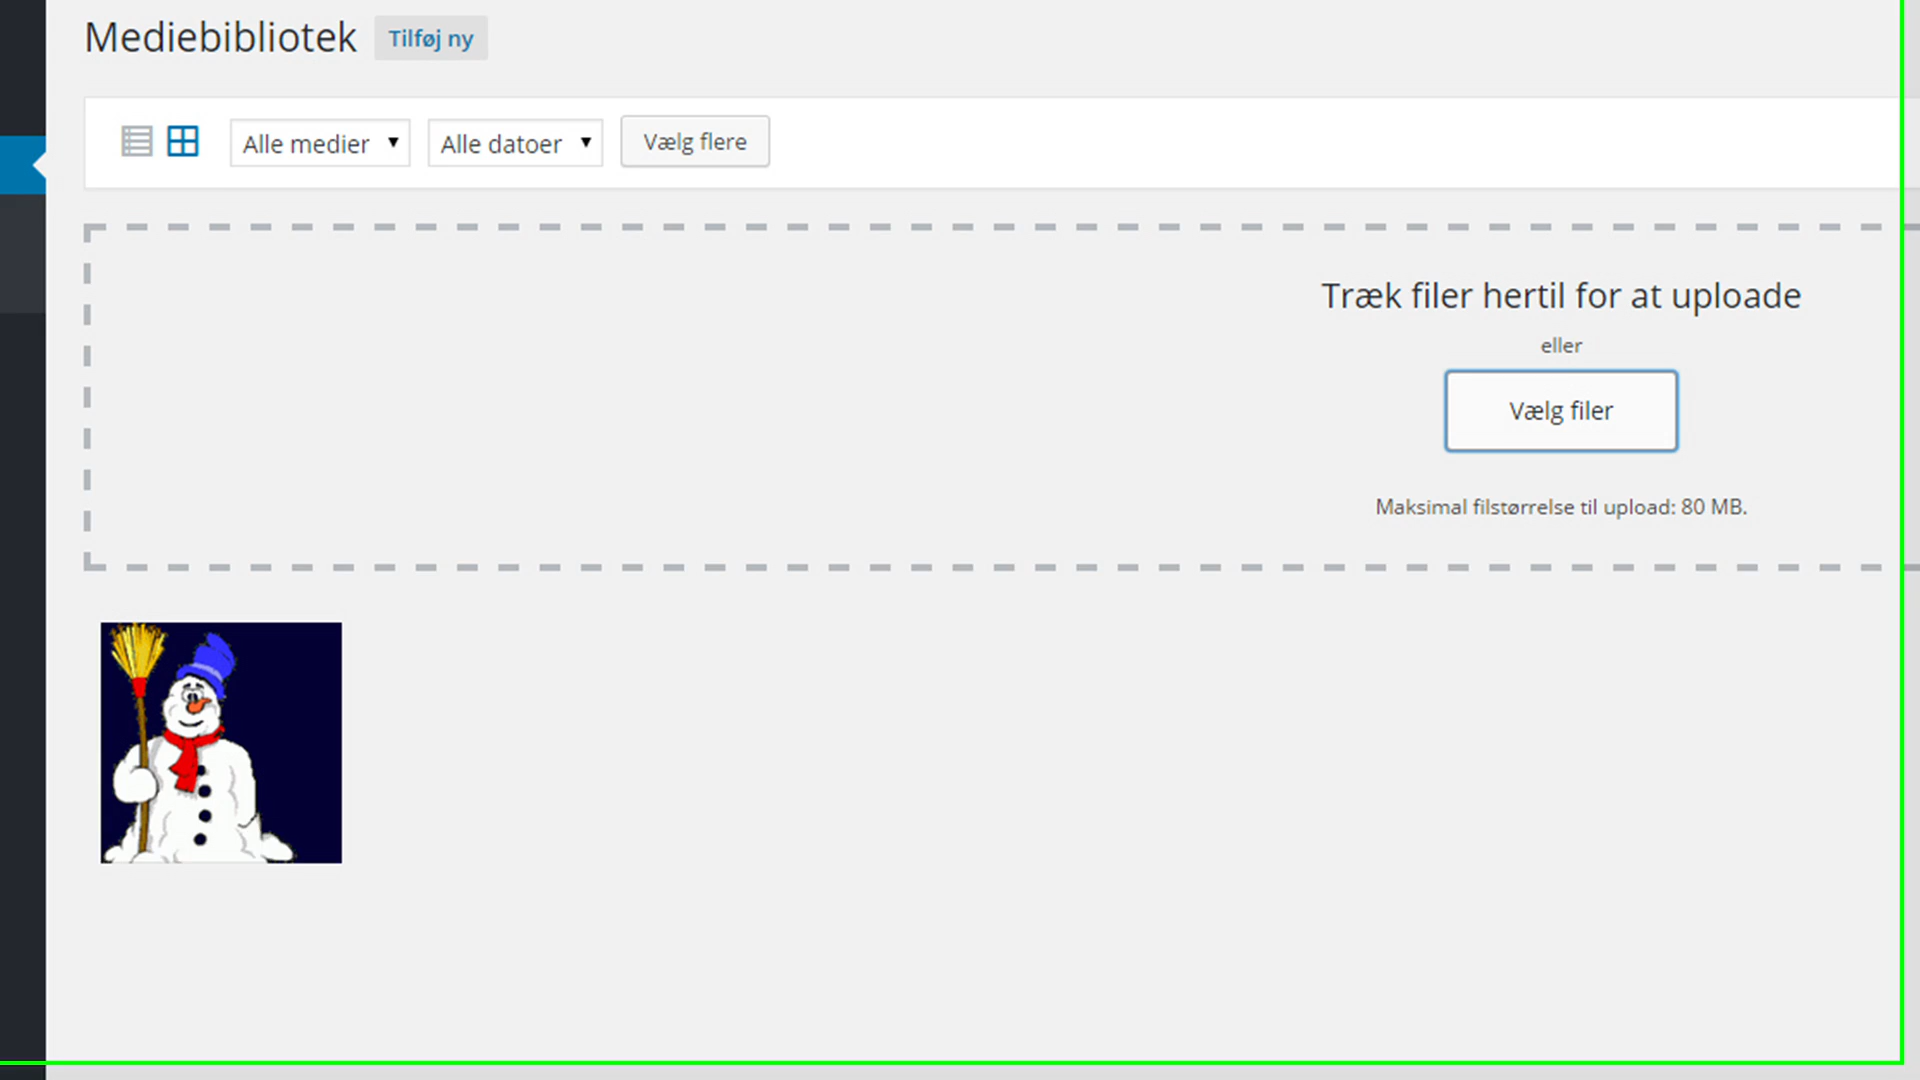 Mediebibliotek Tilføj ny
Alle medier Alle datoer Vælg flere
Træk filer hertil for at uploade
eller
Vælg filer
Maksimal filstørrelse til upload: 80 MB.